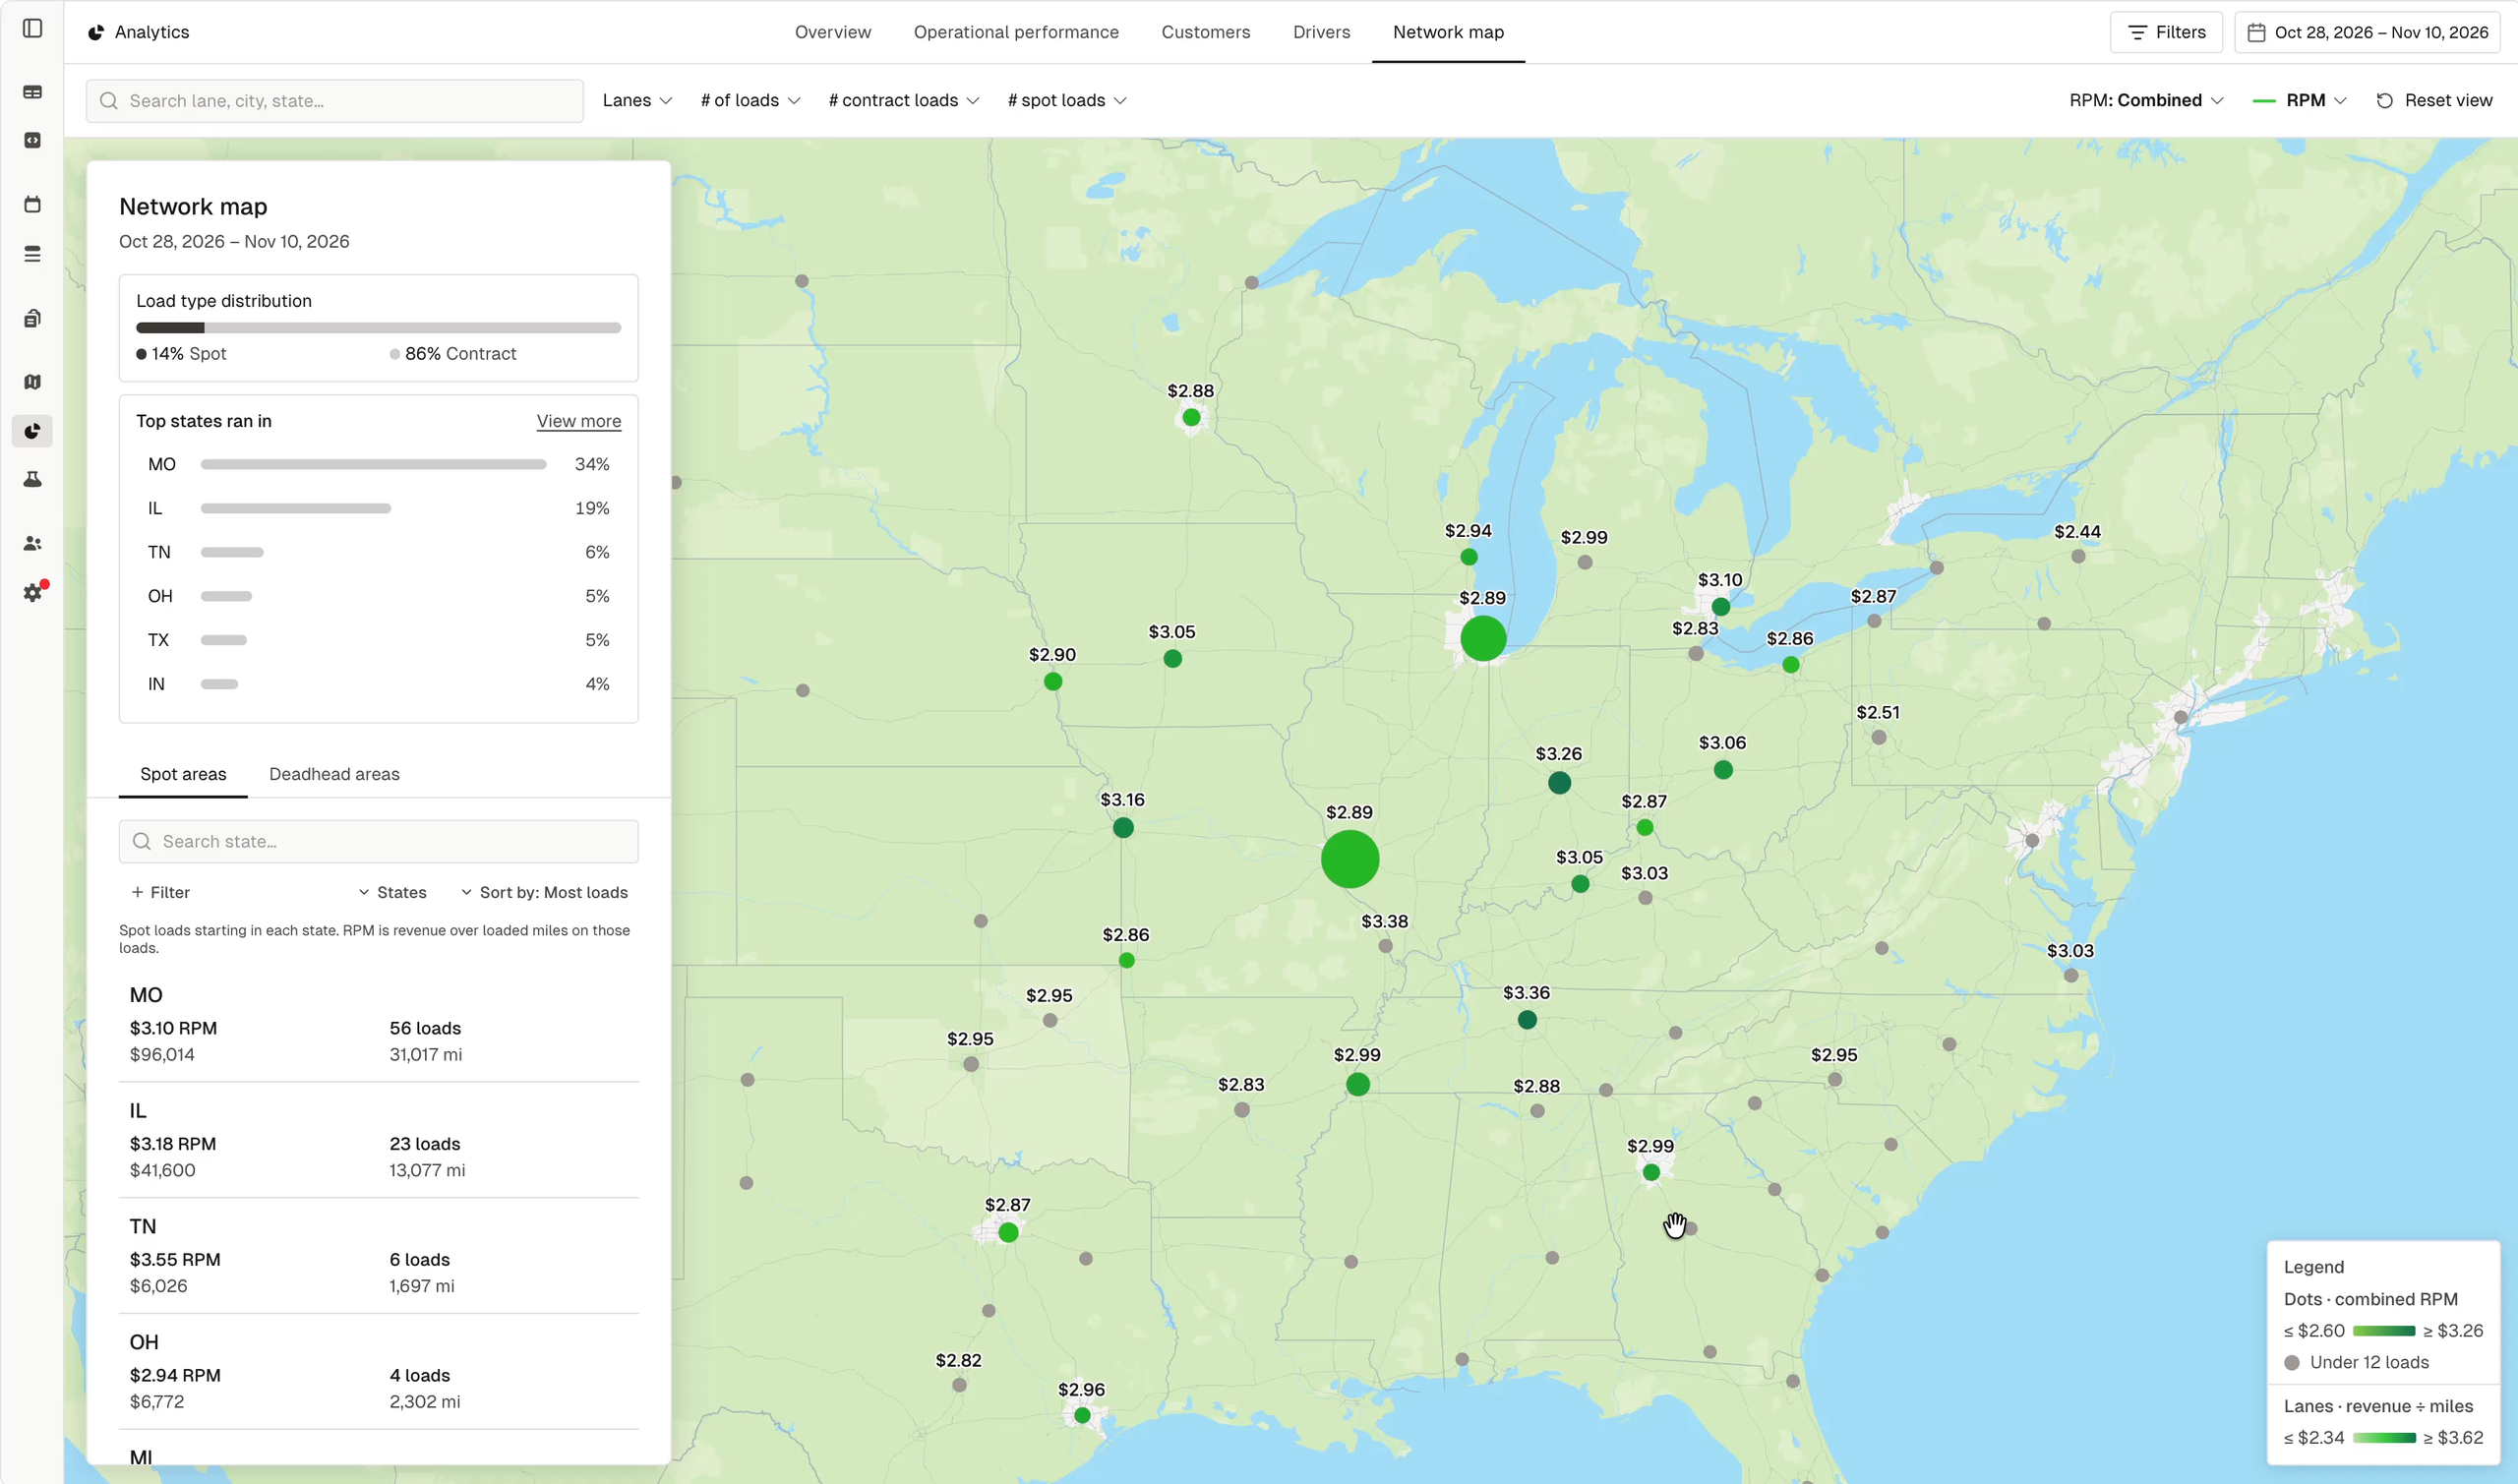 Analytics
Overview
Operational performance
Customers
Drivers
Network map
Filters
Oct 28, 2026 – Nov 10, 2026
Search lane, city, state...
Lanes
# of loads
# contract loads
# spot loads
RPM: Combined
RPM
Reset view
Network map
Oct 28, 2026 – Nov 10, 2026
Load type distribution
14% Spot
86% Contract
Top states ran in
View more
MO 34%
IL 19%
TN 6%
OH 5%
TX 5%
IN 4%
Spot areas
Deadhead areas
Search state...
+ Filter
States
Sort by: Most loads
Spot loads starting in each state. RPM is revenue over loaded miles on those
loads.
MO
$3.10 RPM 56 loads
$96,014 31,017 mi
IL
$3.18 RPM 23 loads
$41,600 13,077 mi
TN
$3.55 RPM 6 loads
$6,026 1,697 mi
OH
$2.94 RPM 4 loads
$6,772 2,302 mi
MI
$2.88
$2.94
$2.99
$2.44
$3.10
$2.89
$2.87
$2.83
$3.05
$2.86
$2.90
$2.51
$3.06
$3.26
$3.16
$2.87
$2.89
$3.05
$3.03
$3.38
$2.86
$3.03
$2.95
$3.36
$2.95
$2.99
$2.95
$2.83
$2.88
$2.99
$2.87
$2.82
$2.96
Legend
Dots · combined RPM
≤ $2.60 ≥ $3.26
Under 12 loads
Lanes · revenue ÷ miles
≤ $2.34 ≥ $3.62